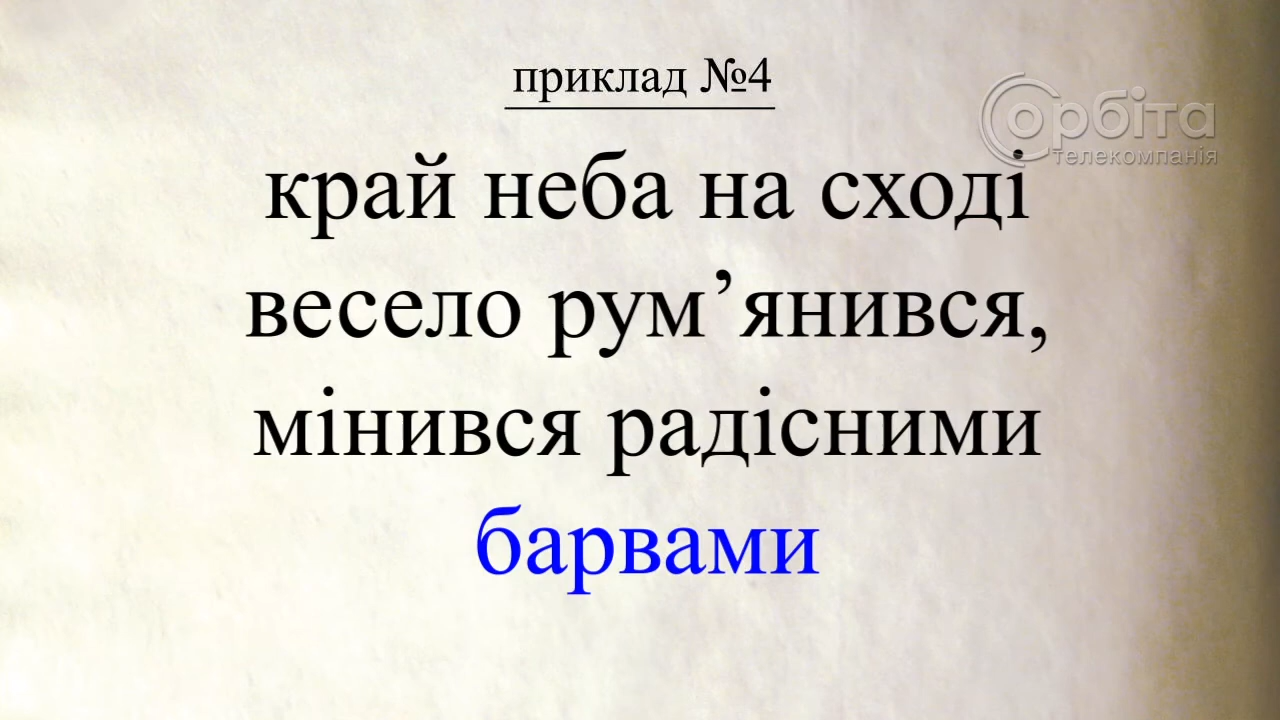 приклад №4
Орбіта
телекомпанія
край неба на сході
весело рум’янився,
мінився радісними
барвами